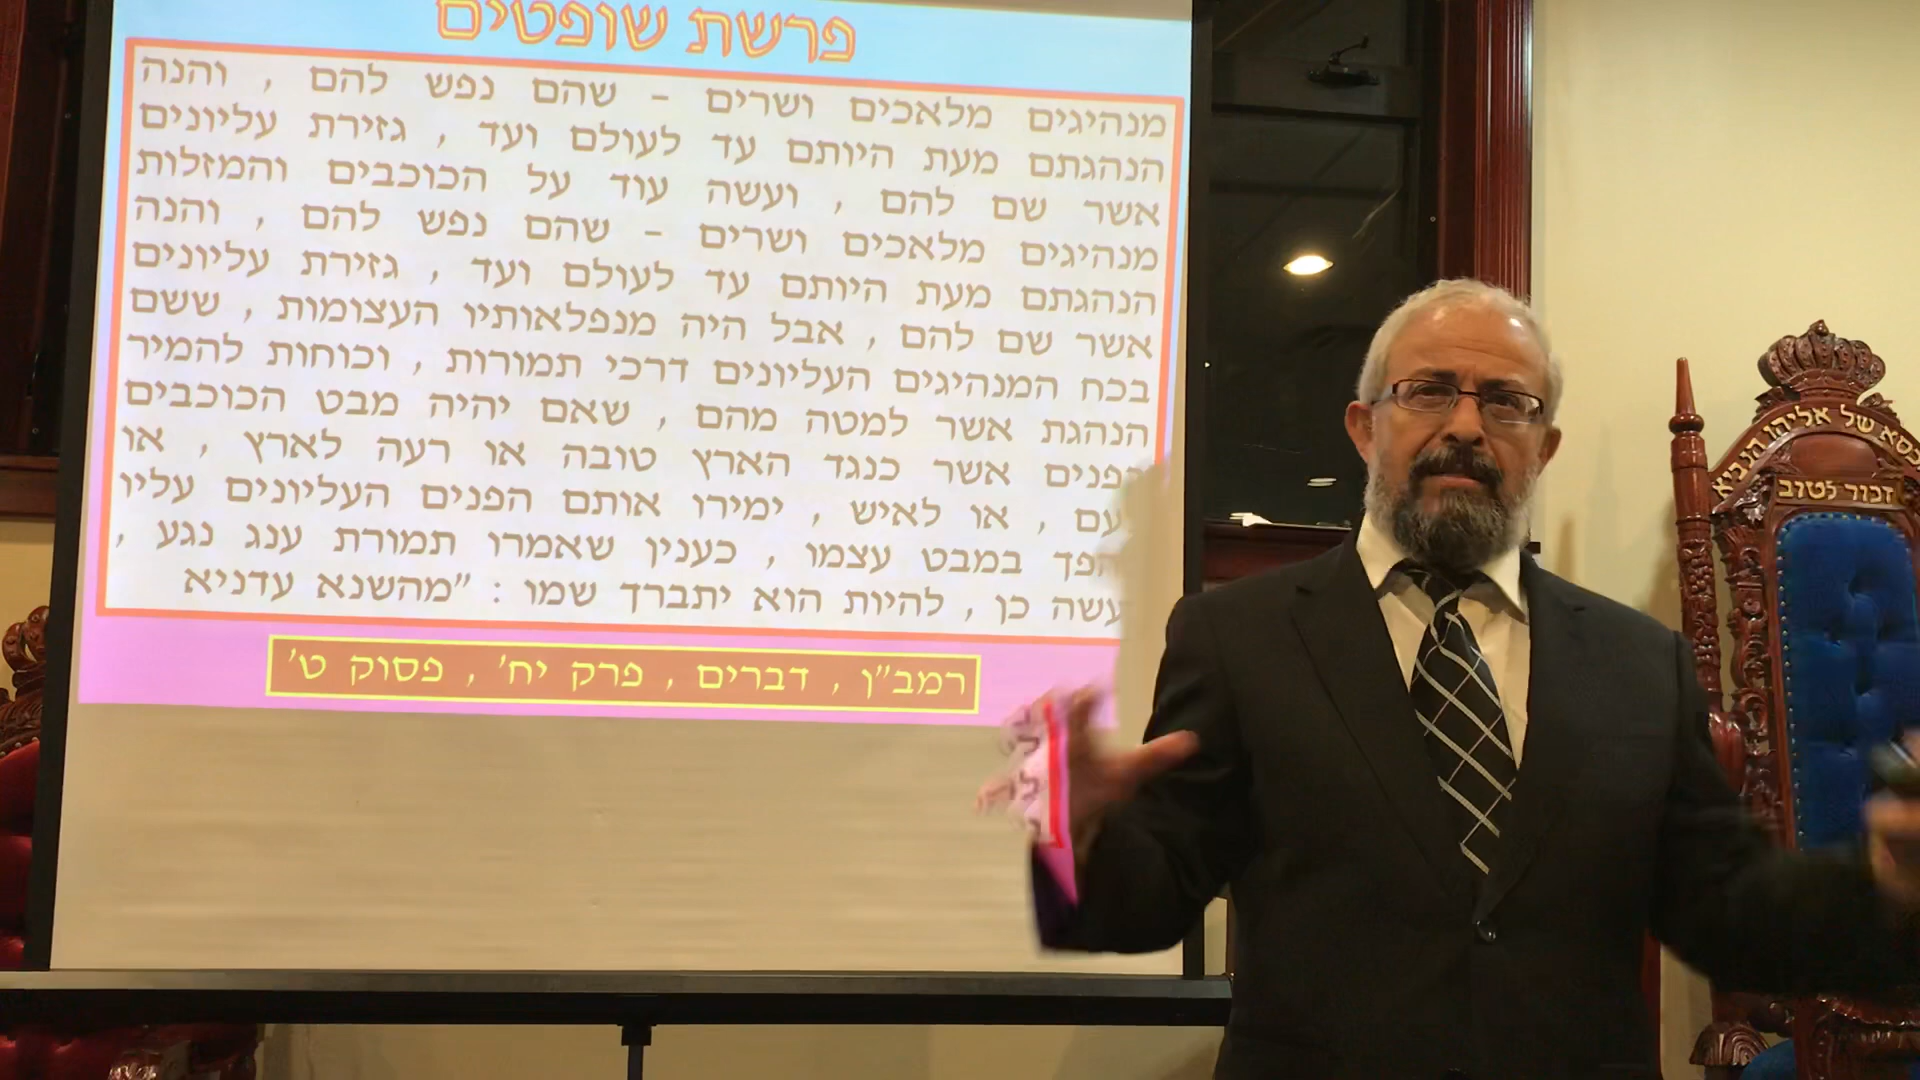 פרשת שופטים
מנהיגים מלאכים ושרים - שהם נפש להם , והנה
הנהגתם מעת היותם עד לעולם ועד , גזירת עליונים
אשר שם להם , ועשה עוד על הכוכבים והמזלות
מנהיגים מלאכים ושרים - שהם נפש להם , והנה
הנהגתם מעת היותם עד לעולם ועד , גזירת עליונים
אשר שם להם , אבל היה מנפלאותיו העצומות , ששם
בכח המנהיגים העליונים דרכי תמורות , וכוחות להמיר
הנהגת אשר למטה מהם , שאם יהיה מבט הכוכבים
אשר כנגד הארץ טובה או רעה לארץ , או
, או לאיש , ימירו אותם הפנים העליונים עליו
במבט עצמו , כענין שאמרו תמורת ענג נגע ,
כן , להיות הוא יתברך שמו : "מהשנא עדניא
רמב"ן , דברים , פרק יח' , פסוק ט'
כסא של אליהו הנביא
זכור לטוב